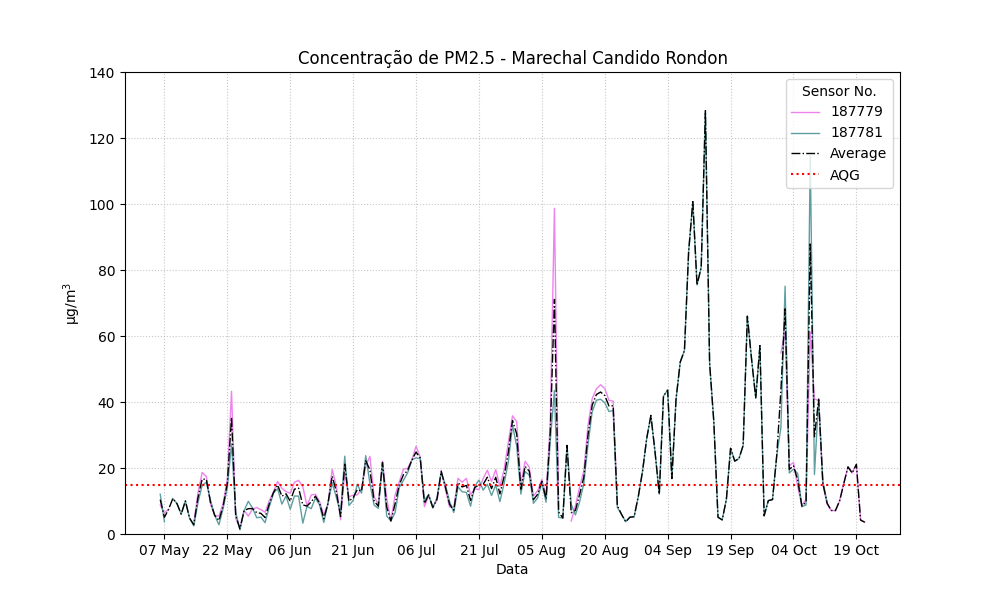 Concentração de PM2.5 - Marechal Candido Rondon
140
120
100
80
60
40
20
0
µg/m³
Sensor No.
187779
187781
Average
AQG
07 May 22 May 06 Jun 21 Jun 06 Jul 21 Jul 05 Aug 20 Aug 04 Sep 19 Sep 04 Oct 19 Oct
Data